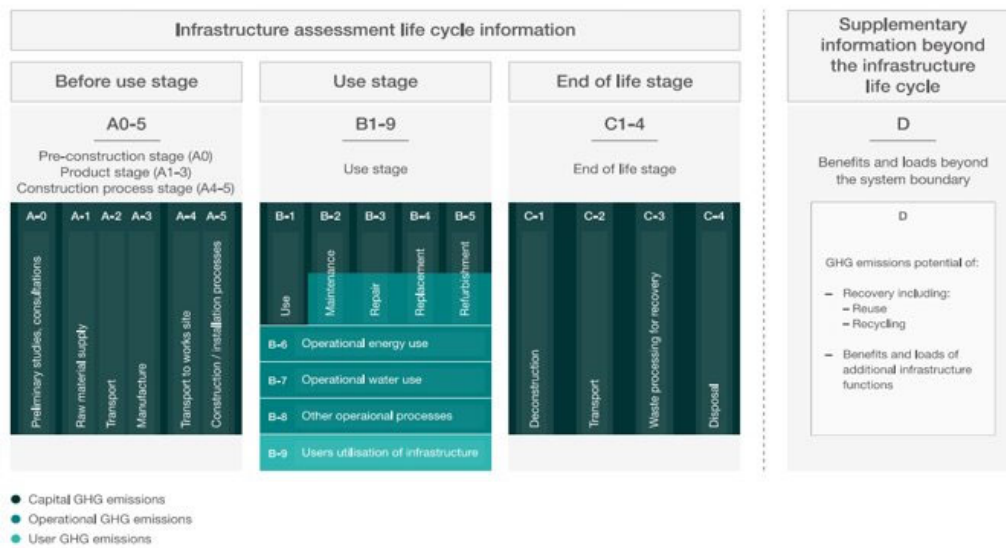 Infrastructure assessment life cycle information
Supplementary
information beyond
the infrastructure
life cycle
Before use stage
Use stage
End of life stage
A0-5
Pre-construction stage (A0)
Product stage (A1-3)
Construction process stage (A4-5)
B1-9
Use stage
C1-4
End of life stage
D
Benefits and loads beyond
the system boundary
A-0
A-1
A-2
A-3
A-4
A-5
Preliminary studies, consultations
Raw material supply
Transport
Manufacture
Transport to works site
Construction / installation processes
B-1
B-2
B-3
B-4
B-5
Use
Maintenance
Repair
Replacement
Refurbishment
B-6 Operational energy use
B-7 Operational water use
B-8 Other operaional processes
B-9 Users utilisation of infrastructure
C-1
C-2
C-3
C-4
Deconstruction
Transport
Waste processing for recovery
Disposal
D
GHG emissions potential of:
– Recovery including:
– Reuse
– Recycling
– Benefits and loads of
additional infrastructure
functions
Capital GHG emissions
Operational GHG emissions
User GHG emissions